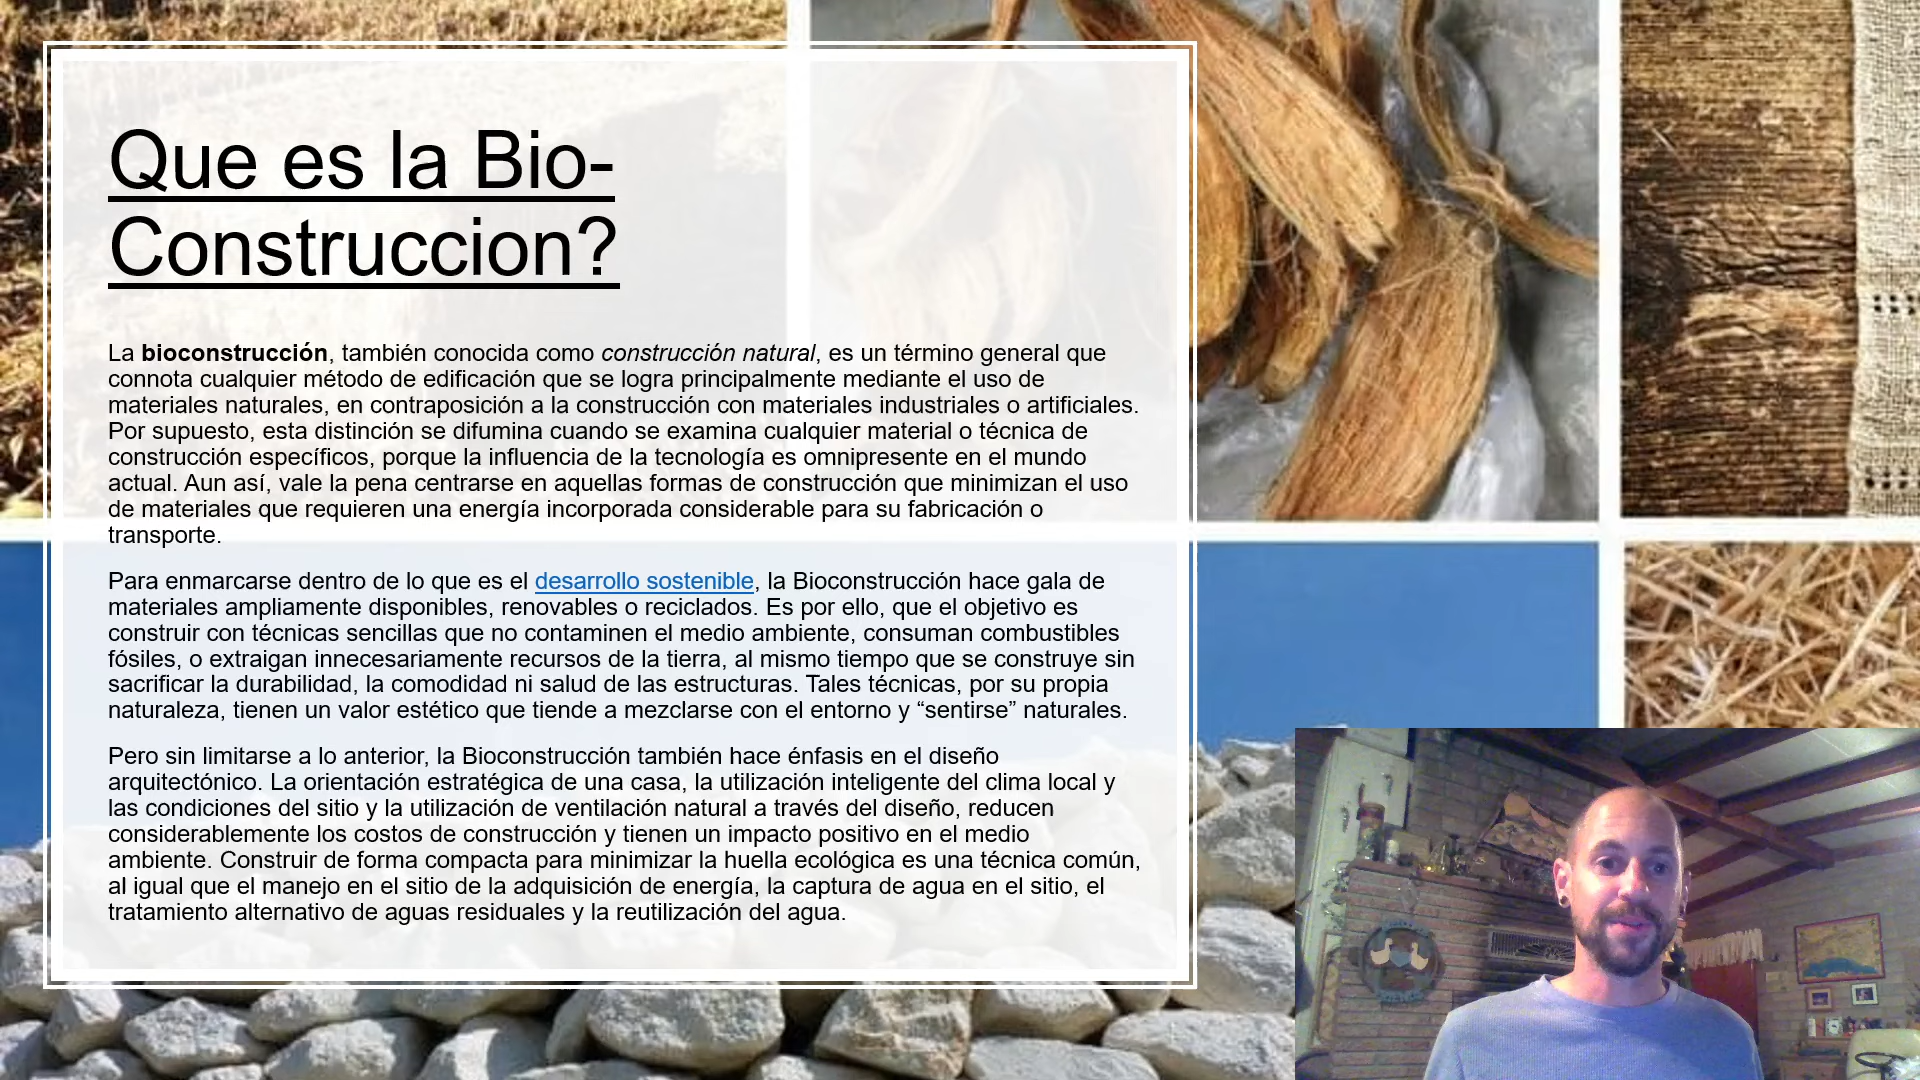 Que es la Bio-
Construccion?
La bioconstrucción, también conocida como construcción natural, es un término general que
connota cualquier método de edificación que se logra principalmente mediante el uso de
materiales naturales, en contraposición a la construcción con materiales industriales o artificiales.
Por supuesto, esta distinción se difumina cuando se examina cualquier material o técnica de
construcción específicos, porque la influencia de la tecnología es omnipresente en el mundo
actual. Aun así, vale la pena centrarse en aquellas formas de construcción que minimizan el uso
de materiales que requieren una energía incorporada considerable para su fabricación o
transporte.
Para enmarcarse dentro de lo que es el desarrollo sostenible, la Bioconstrucción hace gala de
materiales ampliamente disponibles, renovables o reciclados. Es por ello, que el objetivo es
construir con técnicas sencillas que no contaminen el medio ambiente, consuman combustibles
fósiles, o extraigan innecesariamente recursos de la tierra, al mismo tiempo que se construye sin
sacrificar la durabilidad, la comodidad ni salud de las estructuras. Tales técnicas, por su propia
naturaleza, tienen un valor estético que tiende a mezclarse con el entorno y “sentirse” naturales.
Pero sin limitarse a lo anterior, la Bioconstrucción también hace énfasis en el diseño
arquitectónico. La orientación estratégica de una casa, la utilización inteligente del clima local y
las condiciones del sitio y la utilización de ventilación natural a través del diseño, reducen
considerablemente los costos de construcción y tienen un impacto positivo en el medio
ambiente. Construir de forma compacta para minimizar la huella ecológica es una técnica común,
al igual que el manejo en el sitio de la adquisición de energía, la captura de agua en el sitio, el
tratamiento alternativo de aguas residuales y la reutilización del agua.